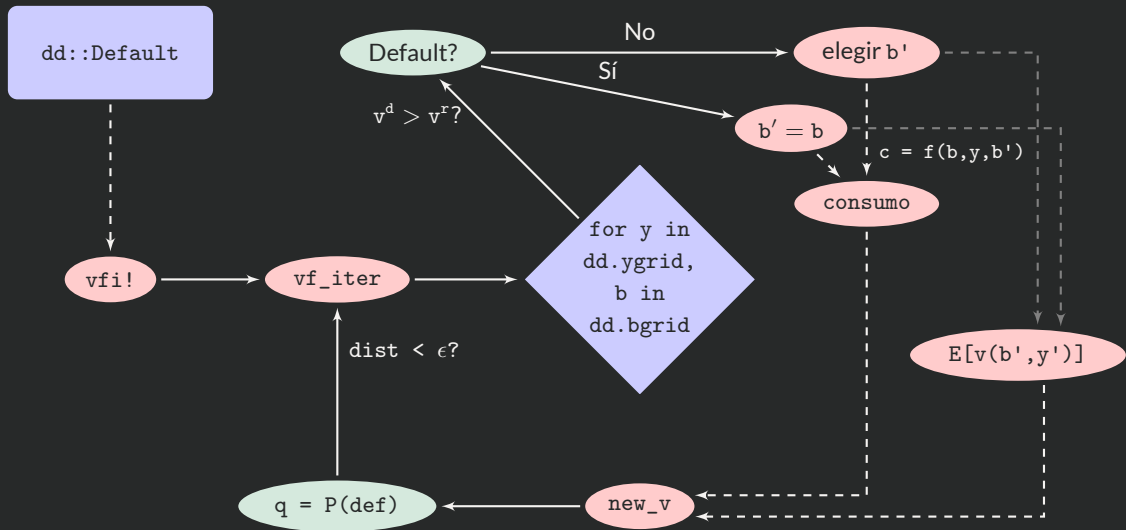 dd::Default
Default?
No
Sí
elegir b'
v^d > v^r?
b′ = b
c = f(b,y,b')
consumo
for y in
dd.ygrid,
b in
dd.bgrid
vfi!
vf_iter
dist < ϵ?
E[v(b',y')]
q = P(def)
new_v